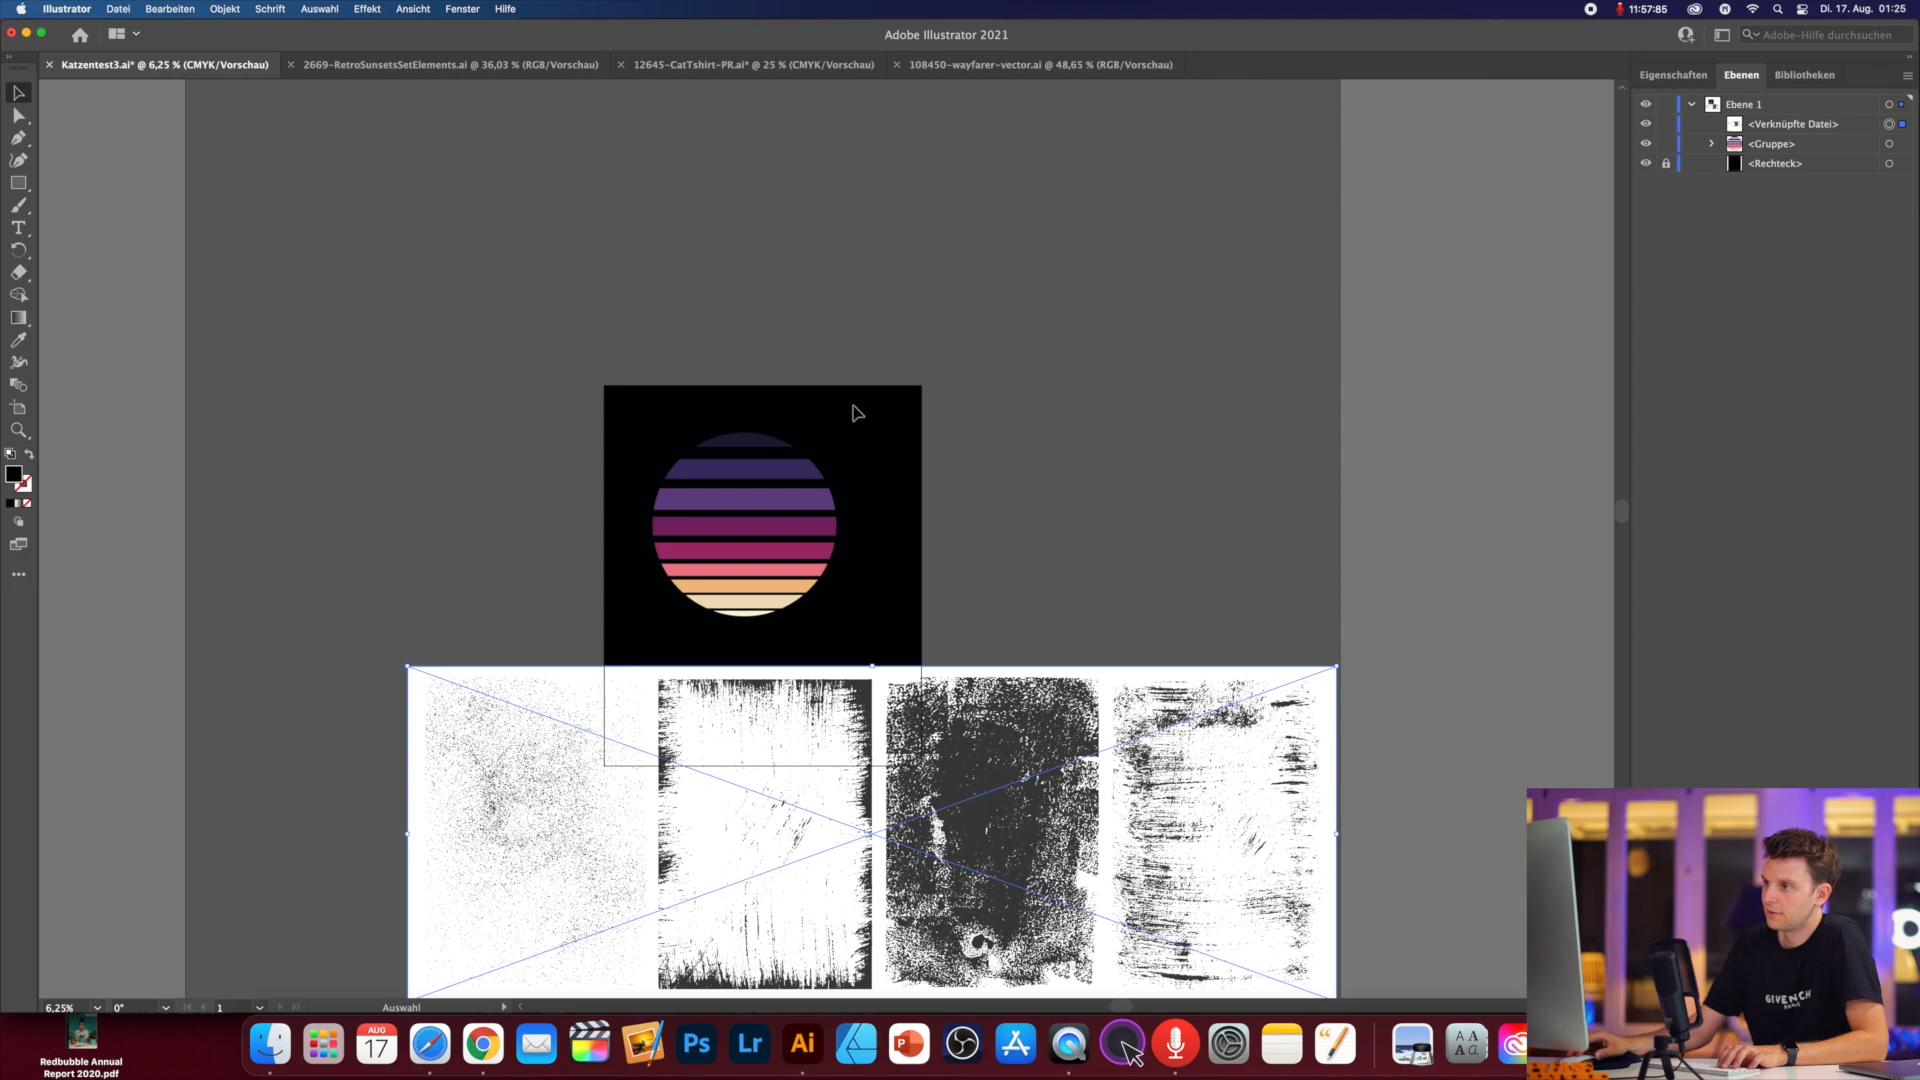 Illustrator Datei Bearbeiten Objekt Schrift Auswahl Effekt Ansicht Fenster Hilfe
11:57:85
Di. 17. Aug. 01:25
Adobe Illustrator 2021
Adobe-Hilfe durchsuchen
Katzentest3.ai* @ 6,25 % (CMYK/Vorschau)
2669-RetroSunsetsSetElements.ai @ 36,03 % (RGB/Vorschau)
12645-CatTshirt-PR.ai* @ 25 % (CMYK/Vorschau)
108450-wayfarer-vector.ai @ 48,65 % (RGB/Vorschau)
Eigenschaften Ebenen Bibliotheken
Ebene 1
<Verknüpfte Datei>
<Gruppe>
<Rechteck>
6,25% 0° 1 Auswahl
AUG
17
Ps
Lr
Ai
P
A A
A a
Redbubble Annual
Report 2020.pdf
GIVENCHY
PARIS